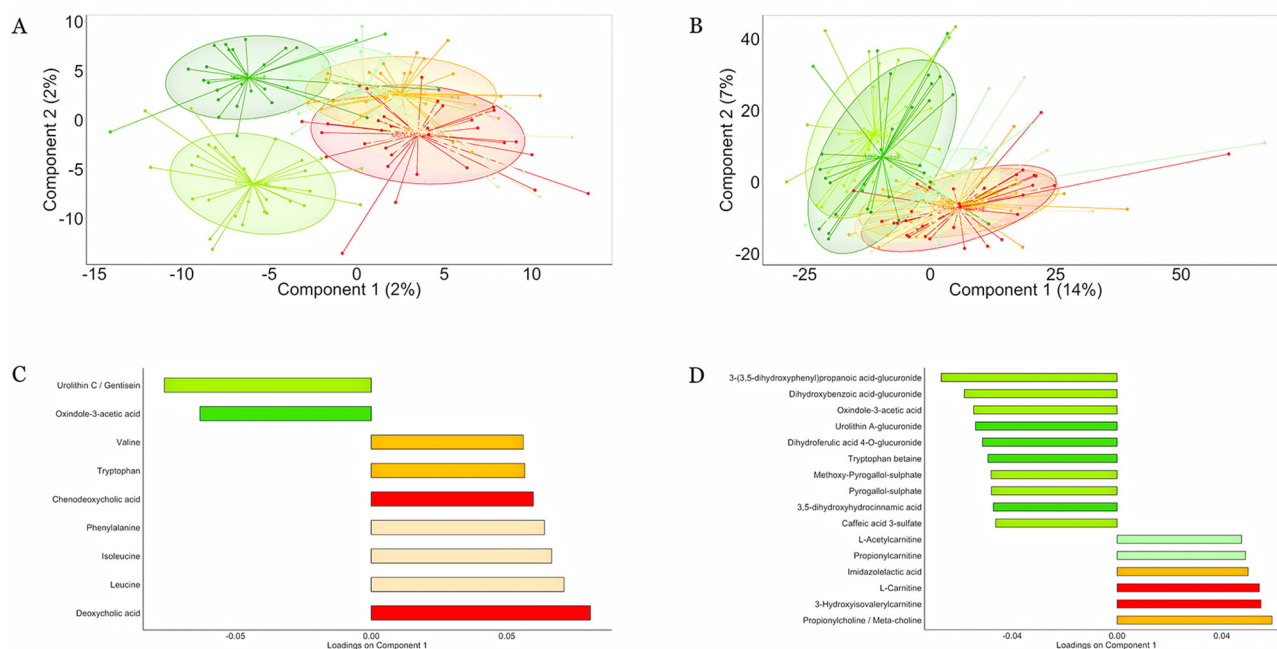 A
B
10
5
0
-5
-10
Component 2 (2%)
-15
-10
-5
0
5
10
Component 1 (2%)
40
20
0
-20
Component 2 (7%)
-25
0
25
50
Component 1 (14%)
C
D
Urolithin C / Gentisein
Oxindole-3-acetic acid
Valine
Tryptophan
Chenodeoxycholic acid
Phenylalanine
Isoleucine
Leucine
Deoxycholic acid
-0.05
0.00
0.05
Loadings on Component 1
3-(3,5-dihydroxyphenyl)propanoic acid-glucuronide
Dihydroxybenzoic acid-glucuronide
Oxindole-3-acetic acid
Urolithin A-glucuronide
Dihydroferulic acid 4-O-glucuronide
Tryptophan betaine
Methoxy-Pyrogallol-sulphate
Pyrogallol-sulphate
3,5-dihydroxyhydrocinnamic acid
Caffeic acid 3-sulfate
L-Acetylcarnitine
Propionylcarnitine
Imidazolelactic acid
L-Carnitine
3-Hydroxyisovalerylcarnitine
Propionylcholine / Meta-choline
-0.04
0.00
0.04
Loadings on Component 1